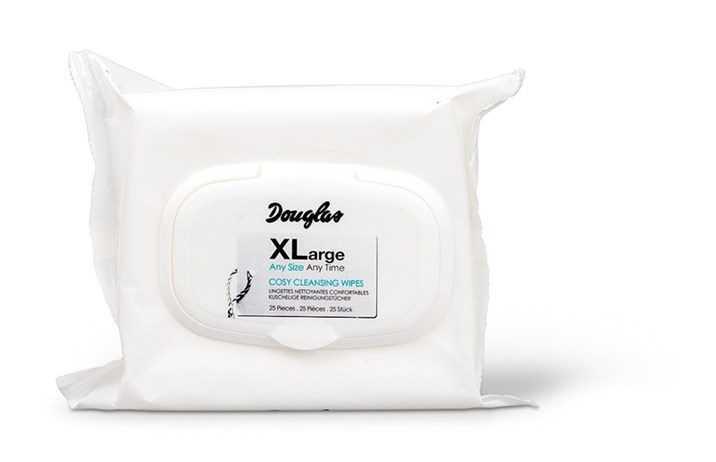 Douglas
XLarge
Any Size Any Time
COSY CLEANSING WIPES
LINGETTES NETTOYANTES CONFORTABLES
KUSCHELIGE REINIGUNGSTÜCHER
25 Pieces . 25 Pièces . 25 Stück